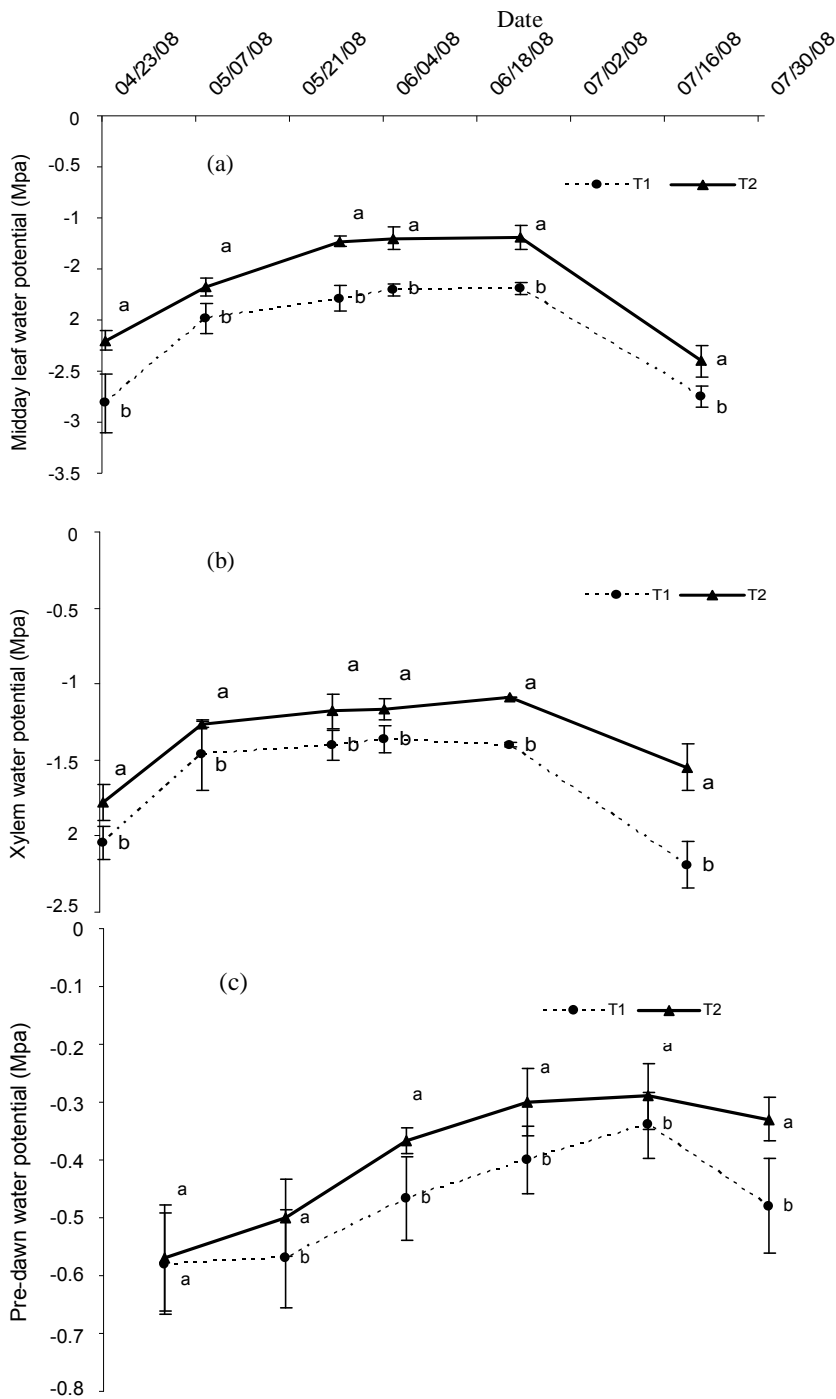 Date
04/23/08 05/07/08 05/21/08 06/04/08 06/18/08 07/02/08 07/16/08 07/30/08
Midday leaf water potential (Mpa)
0
-0.5
-1
-2
2
-2.5
-3
-3.5
(a)
T1 T2
a a a a a a
b b b b b b
Xylem water potential (Mpa)
0
-0.5
-1
-1.5
2
-2.5
(b)
T1 T2
a a a a a a
b b b b b b
Pre-dawn water potential (Mpa)
0
-0.1
-0.2
-0.3
-0.4
-0.5
-0.6
-0.7
-0.8
(c)
T1 T2
a a a a a a
a b b b b b